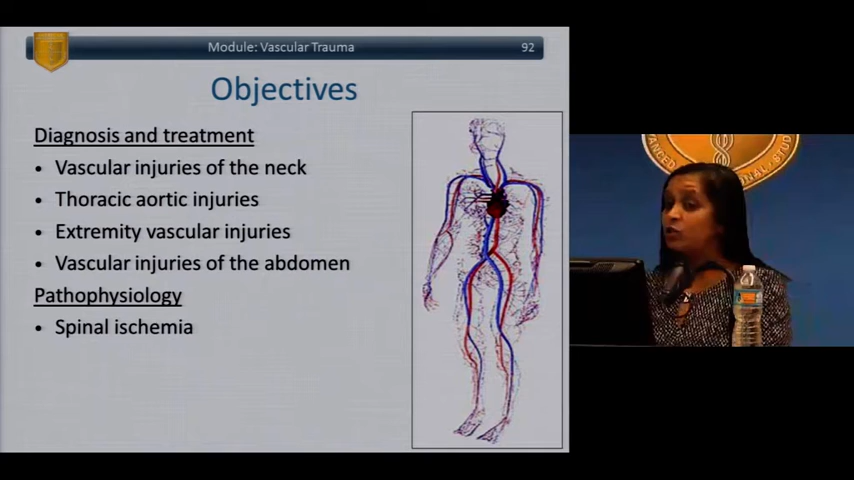 Module: Vascular Trauma 92
Objectives
Diagnosis and treatment
• Vascular injuries of the neck
• Thoracic aortic injuries
• Extremity vascular injuries
• Vascular injuries of the abdomen
Pathophysiology
• Spinal ischemia